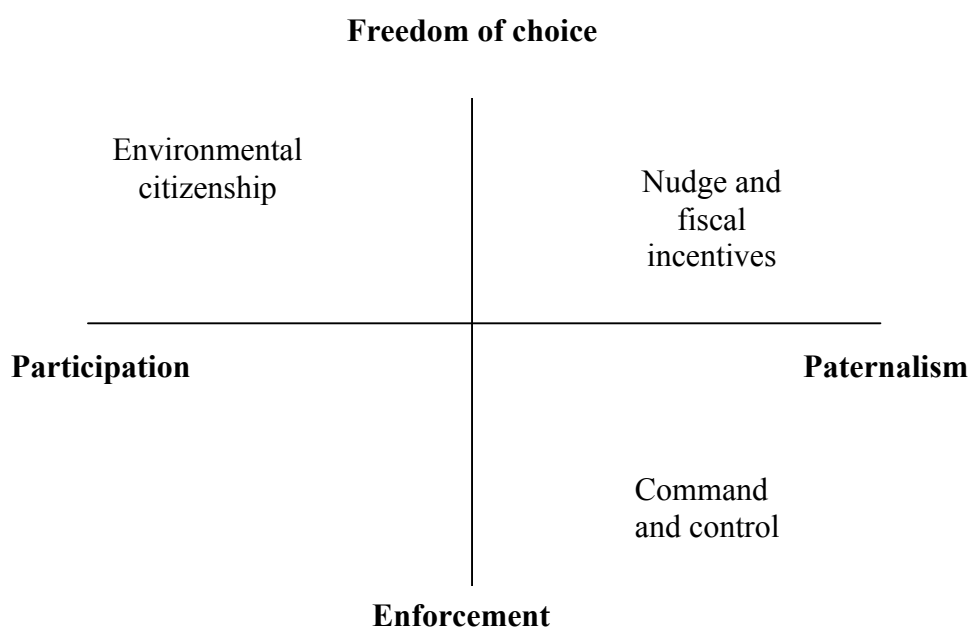 Freedom of choice
Environmental
citizenship
Nudge and
fiscal
incentives
Participation
Paternalism
Command
and control
Enforcement